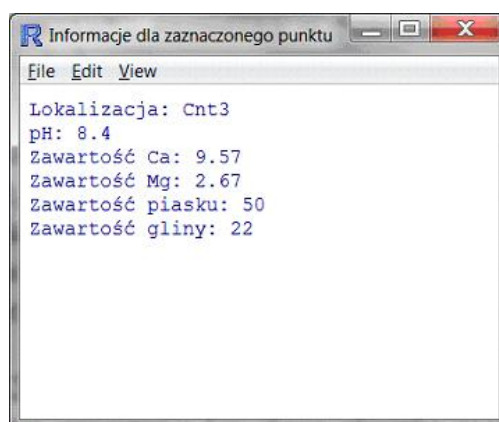 Informacje dla zaznaczonego punktu
File Edit View
Lokalizacja: Cnt3
pH: 8.4
Zawartość Ca: 9.57
Zawartość Mg: 2.67
Zawartość piasku: 50
Zawartość gliny: 22